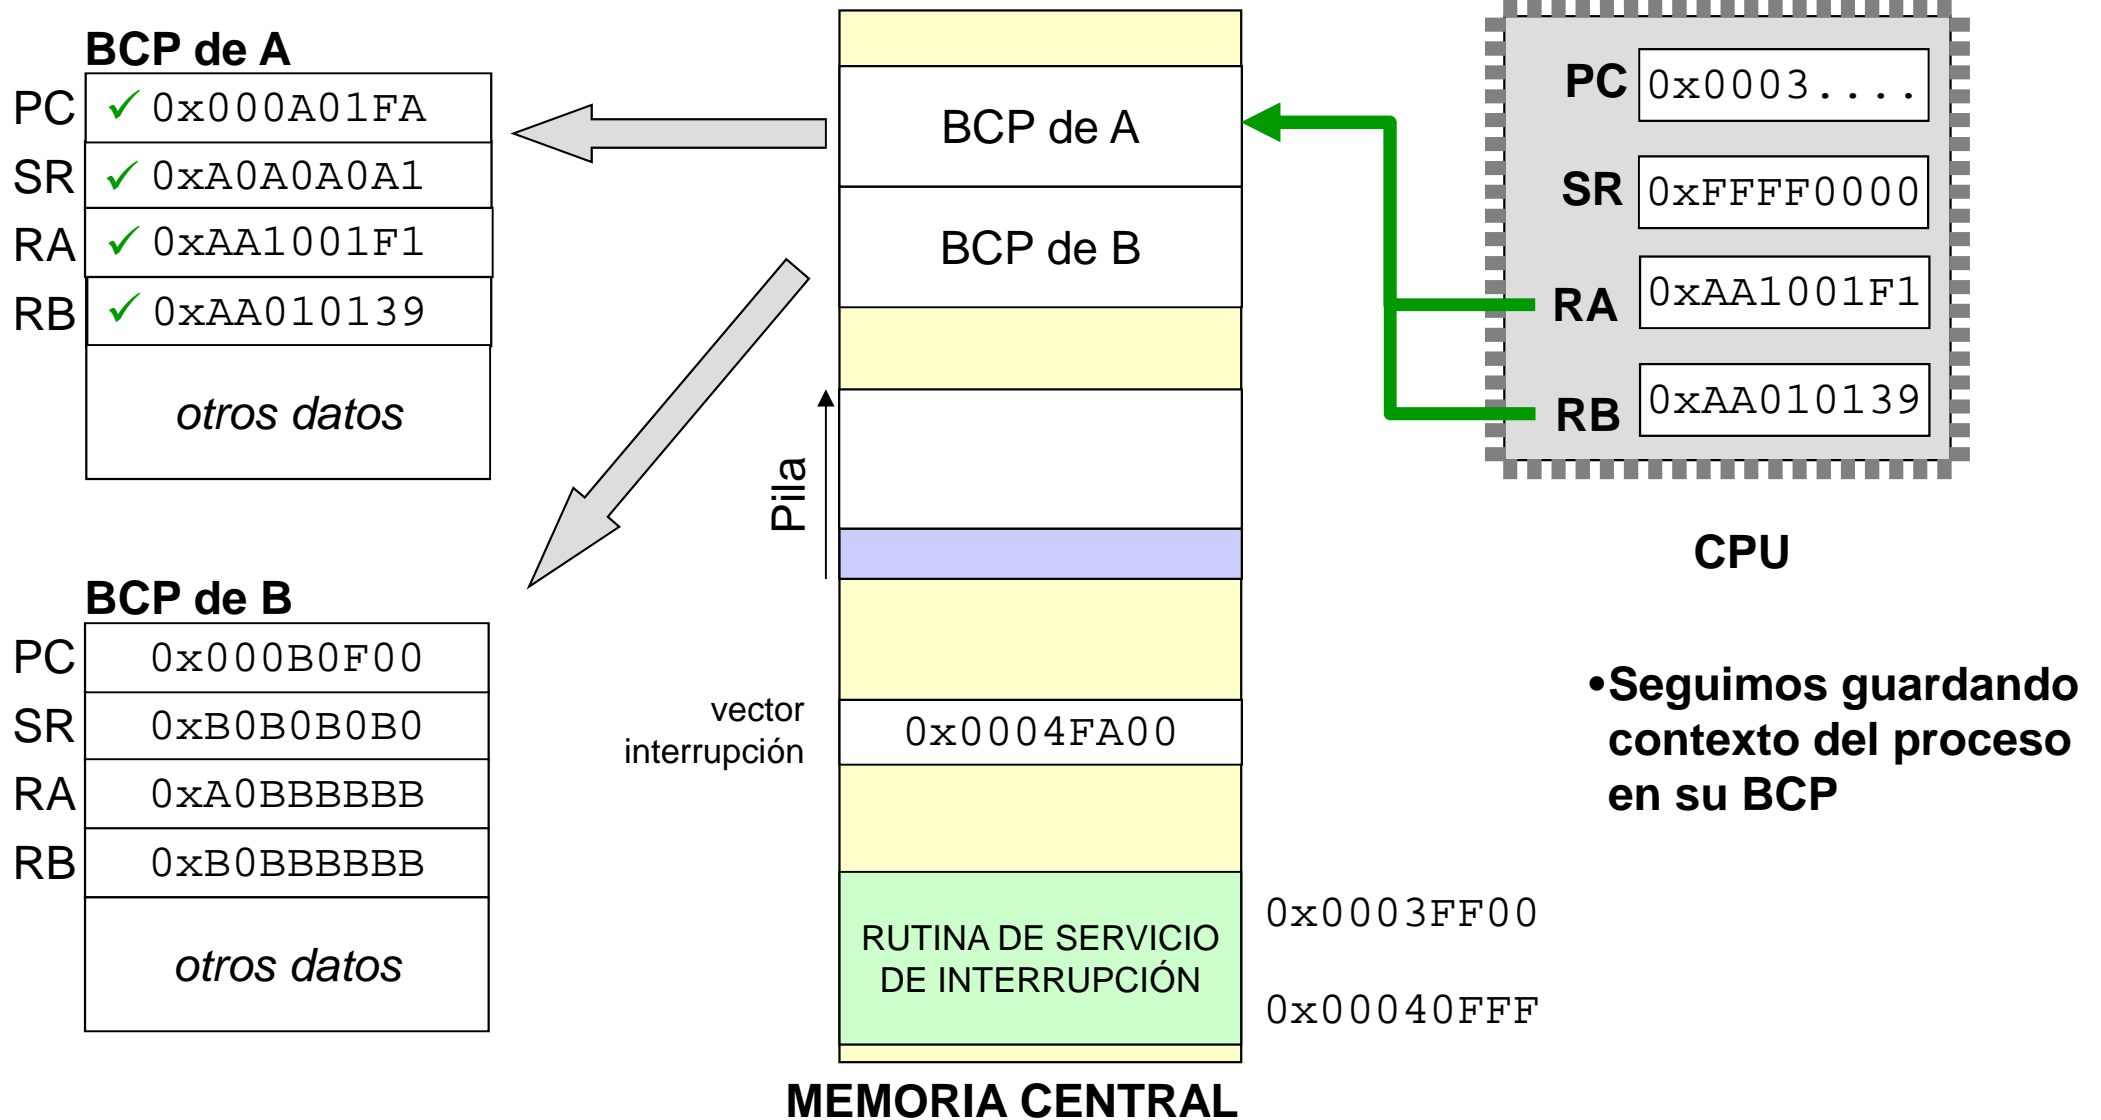 BCP de A
PC ✓ 0x000A01FA
SR ✓ 0xA0A0A0A1
RA ✓ 0xAA1001F1
RB ✓ 0xAA010139
otros datos
BCP de B
PC 0x000B0F00
SR 0xB0B0B0B0
RA 0xA0BBBBBB
RB 0xB0BBBBBB
otros datos
BCP de A
BCP de B
Pila
vector
interrupción
0x0004FA00
RUTINA DE SERVICIO
DE INTERRUPCIÓN
0x0003FF00
0x00040FFF
MEMORIA CENTRAL
PC 0x0003....
SR 0xFFFF0000
RA 0xAA1001F1
RB 0xAA010139
CPU
•Seguimos guardando
contexto del proceso
en su BCP